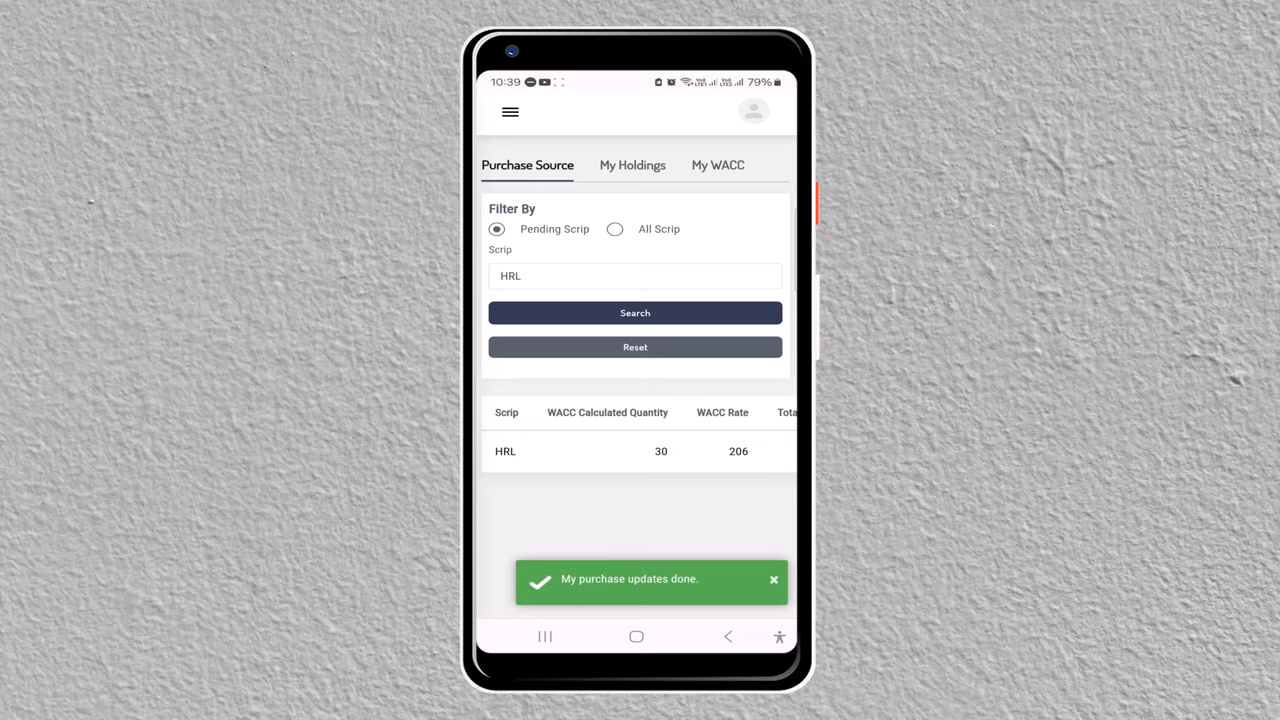 10:39 79%
Purchase Source My Holdings My WACC
Filter By
Pending Scrip All Scrip
Scrip
HRL
Search
Reset
Scrip WACC Calculated Quantity WACC Rate Tota
HRL 30 206
My purchase updates done.